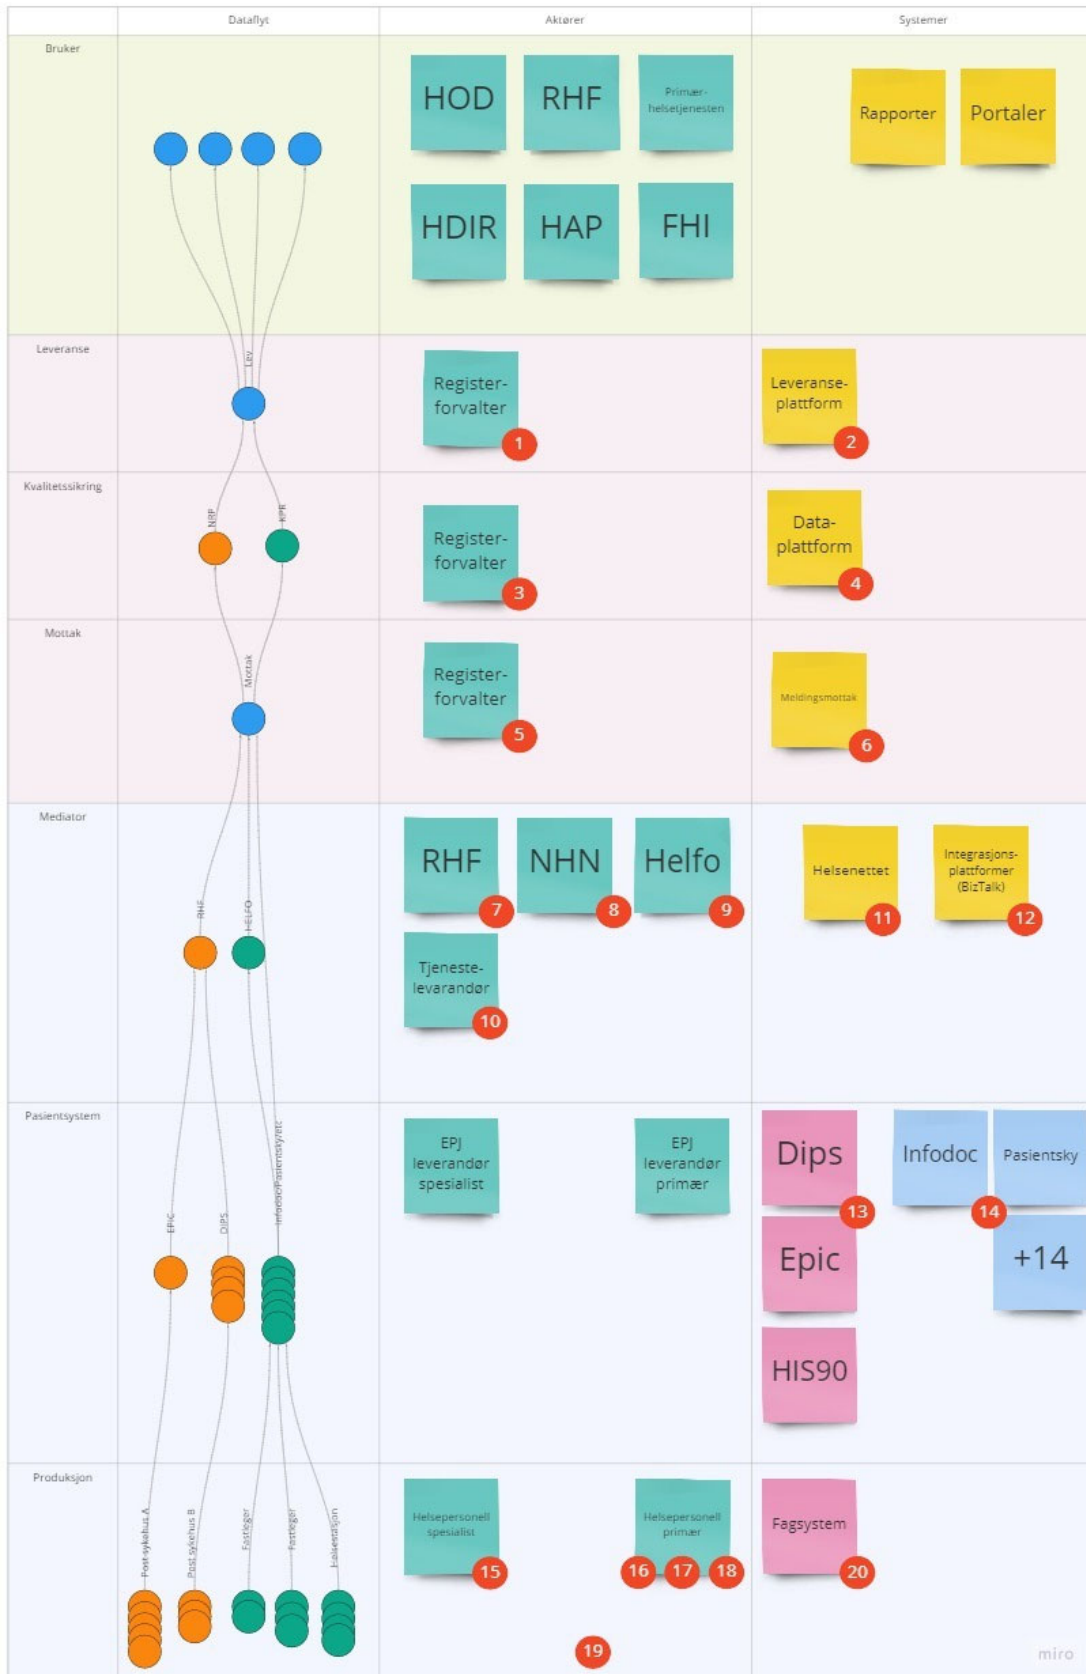 Dataflyt
Aktører
Systemer
Bruker
HOD
RHF
Primær-
helsetjenesten
Rapporter
Portaler
HDIR
HAP
FHI
Leveranse
Lev
Register-
forvalter
1
Leveranse-
plattform
2
Kvalitetssikring
NRP
KPR
Register-
forvalter
3
Data-
plattform
4
Mottak
Mottak
Register-
forvalter
5
Meldingsmottak
6
Mediator
RHF
HELFO
RHF
7
NHN
8
Helfo
9
Tjeneste-
levarandør
10
Helsenettet
11
Integrasjons-
plattformer
(BizTalk)
12
Pasientsystem
EPIC
DIPS
Infodoc/Pasientsky/etc
EPJ
leverandør
spesialist
EPJ
leverandør
primær
Dips
13
Infodoc
14
Pasientsky
Epic
+14
HIS90
Produksjon
Post sykehus A
Post sykehus B
Fastleger
Fastleger
Helsestasjon
Helsepersonell
spesialist
15
Helsepersonell
primær
16
17
18
Fagsystem
20
19
miro